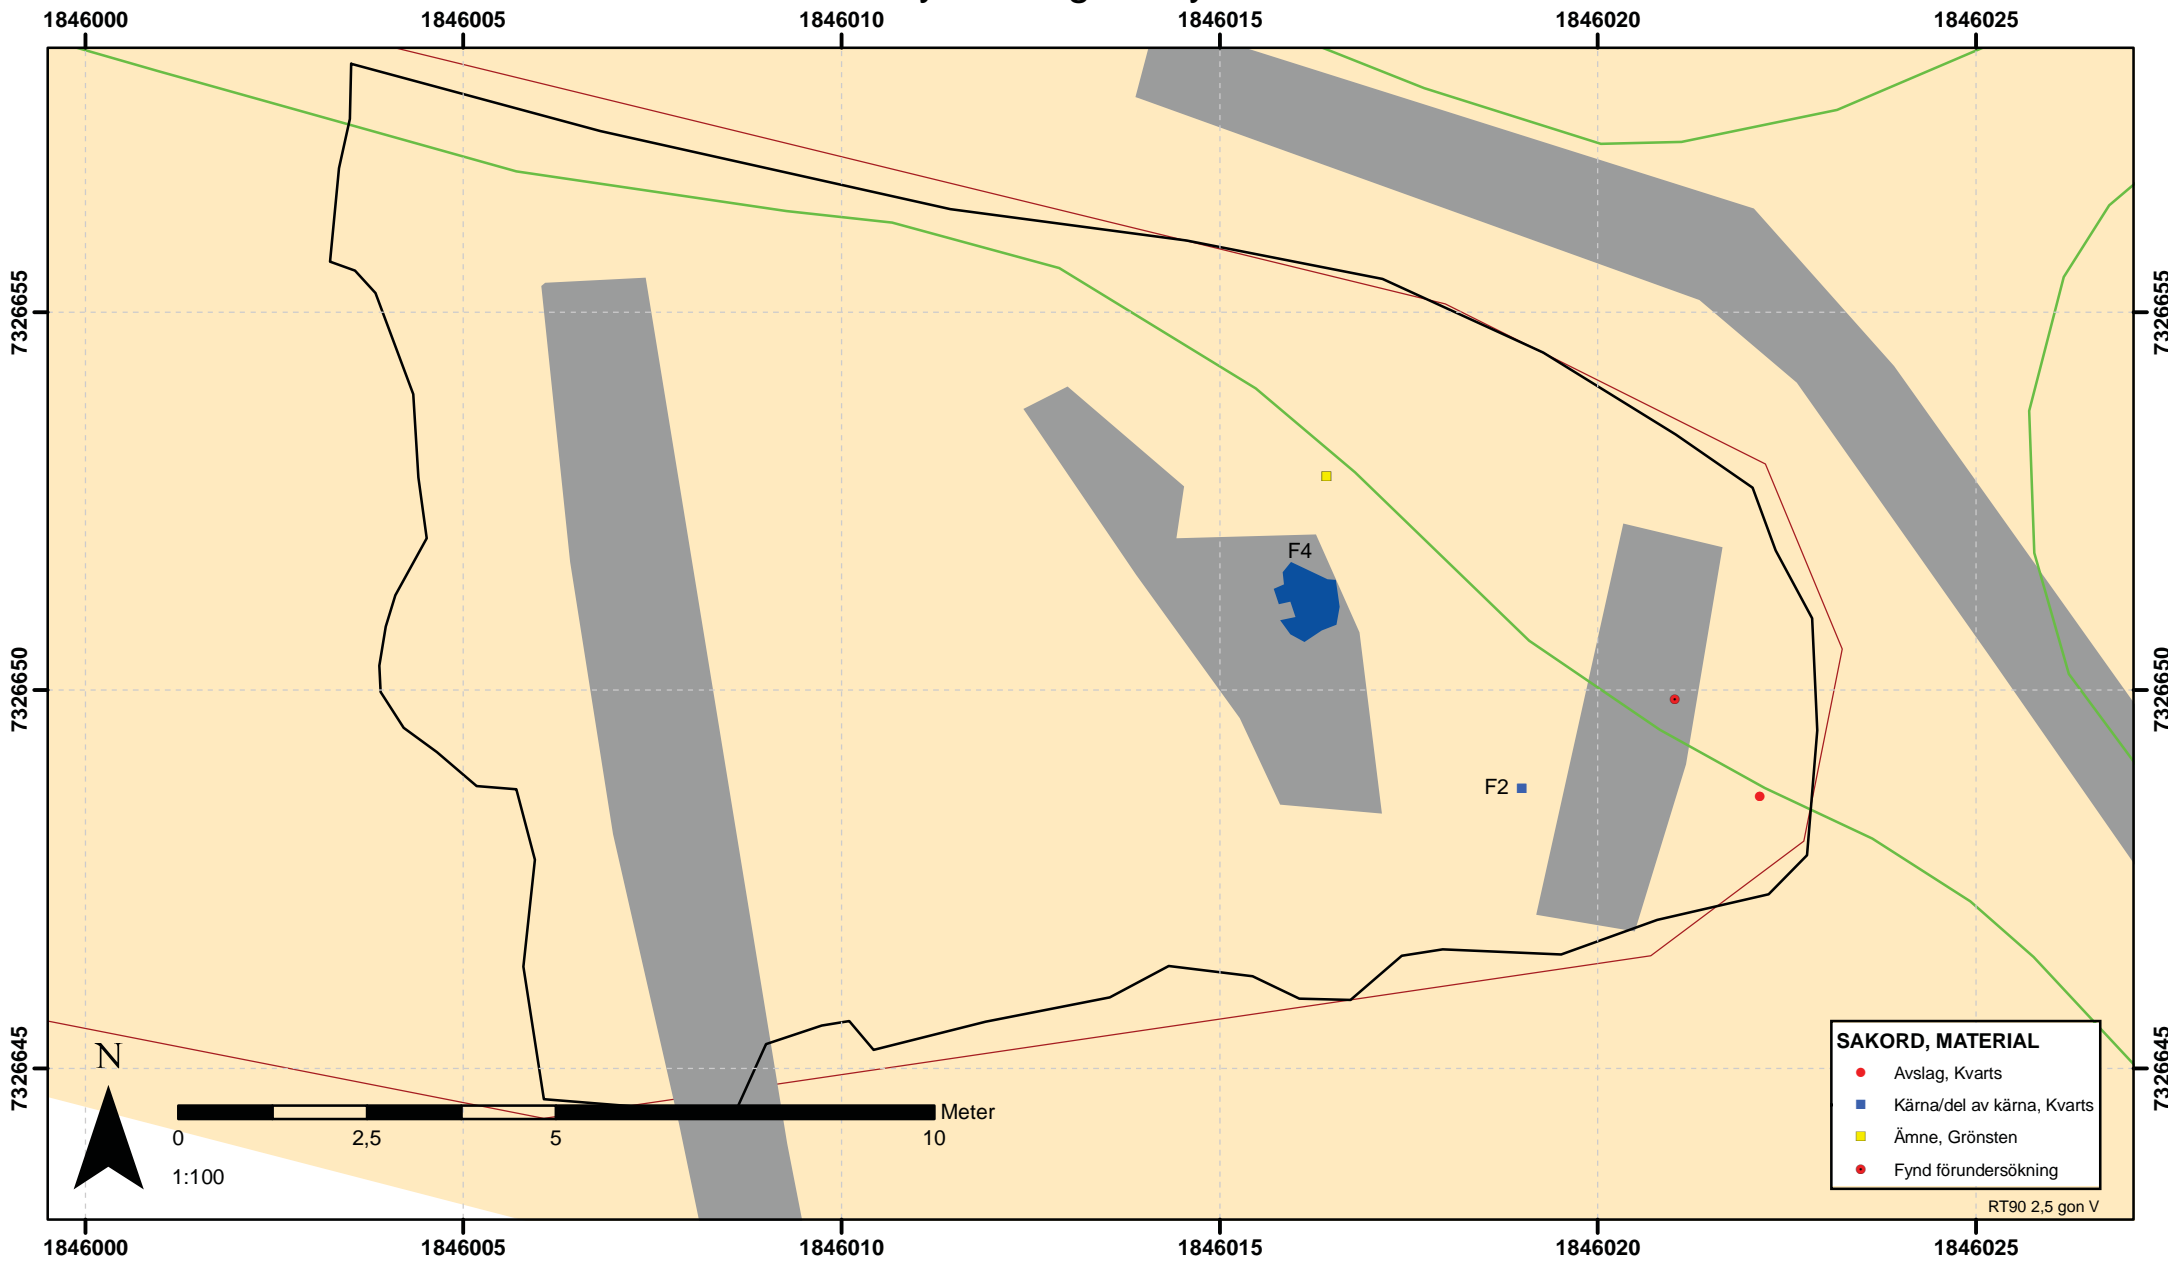 1846000 1846005 1846010 1846015 1846020 1846025
7326655 7326655
F4
7326650 7326650
F2
7326645 7326645
N
SAKORD, MATERIAL
Avslag, Kvarts
Kärna/del av kärna, Kvarts
Ämne, Grönsten
Fynd förundersökning
Meter
0 2,5 5 10
1:100
RT90 2,5 gon V
1846000 1846005 1846010 1846015 1846020 1846025